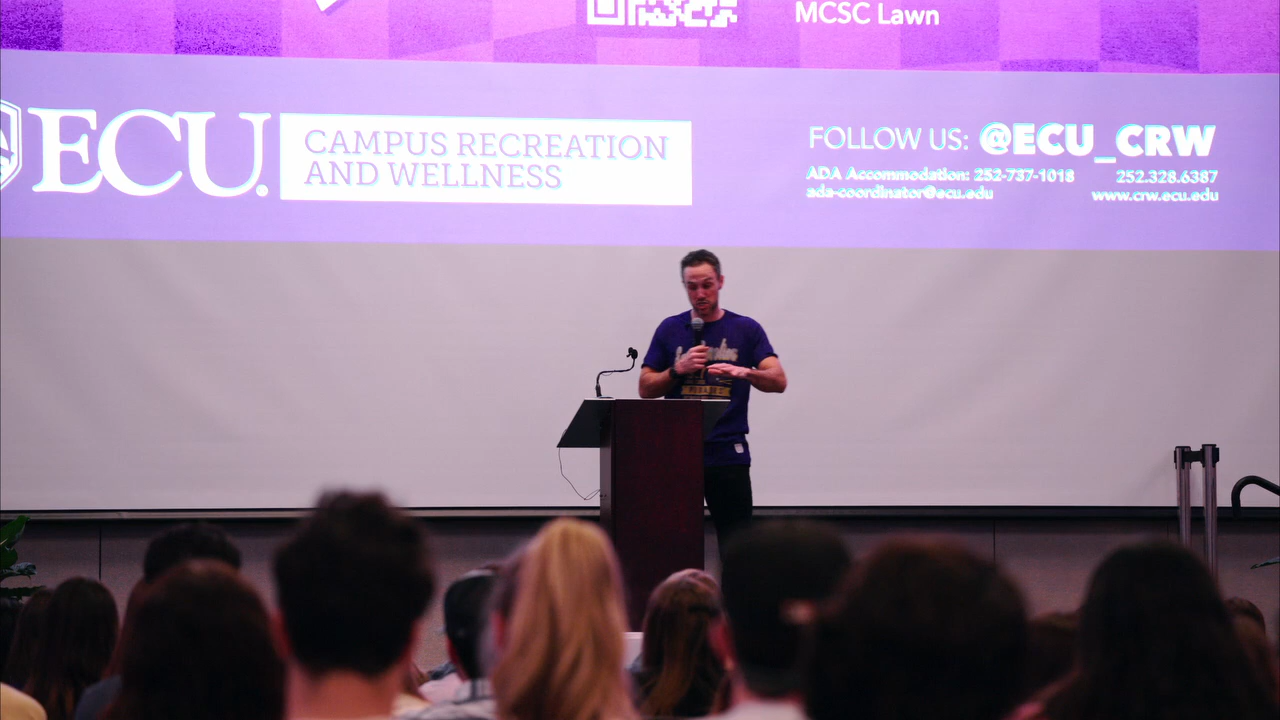 MCSC Lawn
ECU.
CAMPUS RECREATION
AND WELLNESS
FOLLOW US: @ECU_CRW
ADA Accommodation: 252-737-1018
ada-coordinator@ecu.edu
252.328.6387
www.crw.ecu.edu